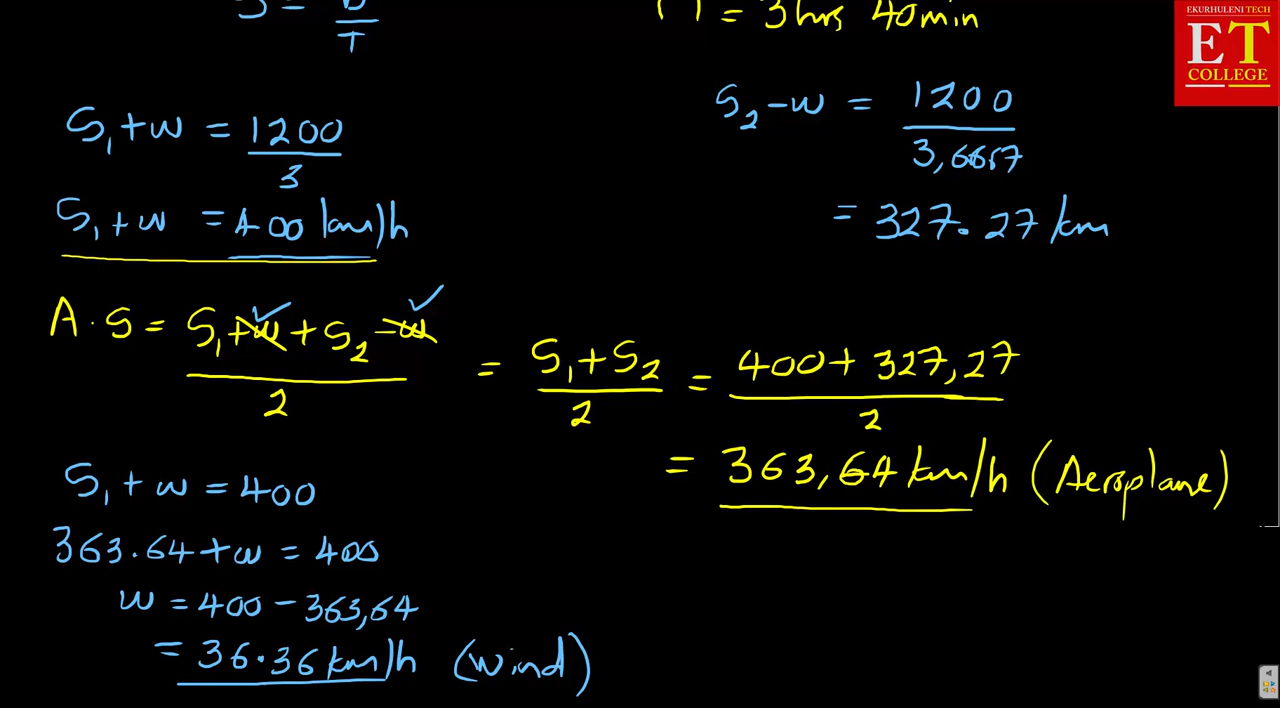 S = D/T
= 3 hrs 40min
EKURHULENI TECH
ET
COLLEGE
S₁+w = 1200/3
S₂-w = 1200/3,6667
S₁+w = 400 km/h
= 327.27 km
A.S = (S₁+w + S₂-w)/2 = (S₁+S₂)/2 = (400+327,27)/2
= 363,64 km/h (Aeroplane)
S₁+w = 400
363.64+w = 400
w = 400 - 363,64
= 36.36 km/h (wind)